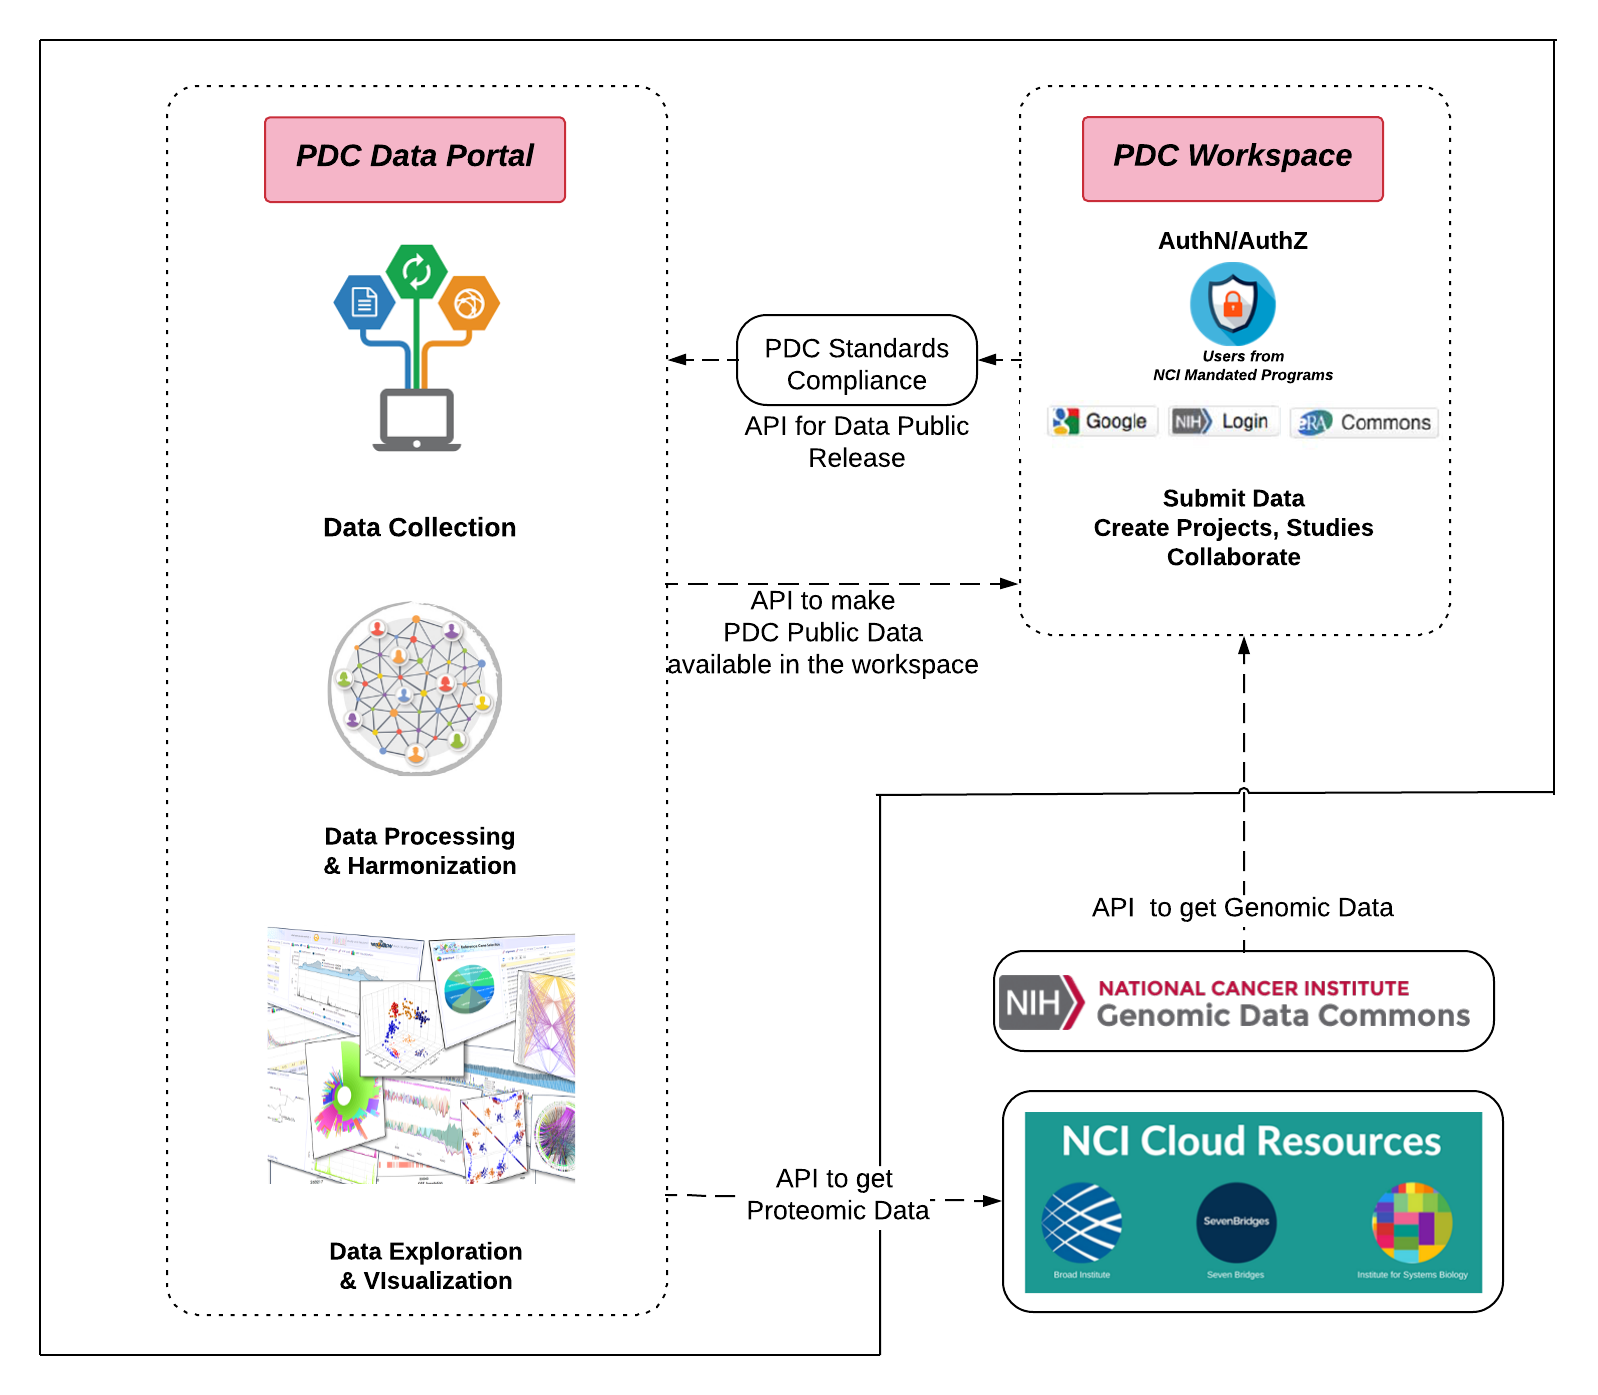 PDC Data Portal
Data Collection
Data Processing
& Harmonization
Data Exploration
& VIsualization
PDC Standards
Compliance
API for Data Public
Release
API to make
PDC Public Data
available in the workspace
API to get
Proteomic Data
PDC Workspace
AuthN/AuthZ
Users from
NCI Mandated Programs
Google
NIH Login
eRA Commons
Submit Data
Create Projects, Studies
Collaborate
API to get Genomic Data
NIH
NATIONAL CANCER INSTITUTE
Genomic Data Commons
NCI Cloud Resources
SevenBridges
Broad Institute
Seven Bridges
Institute for Systems Biology